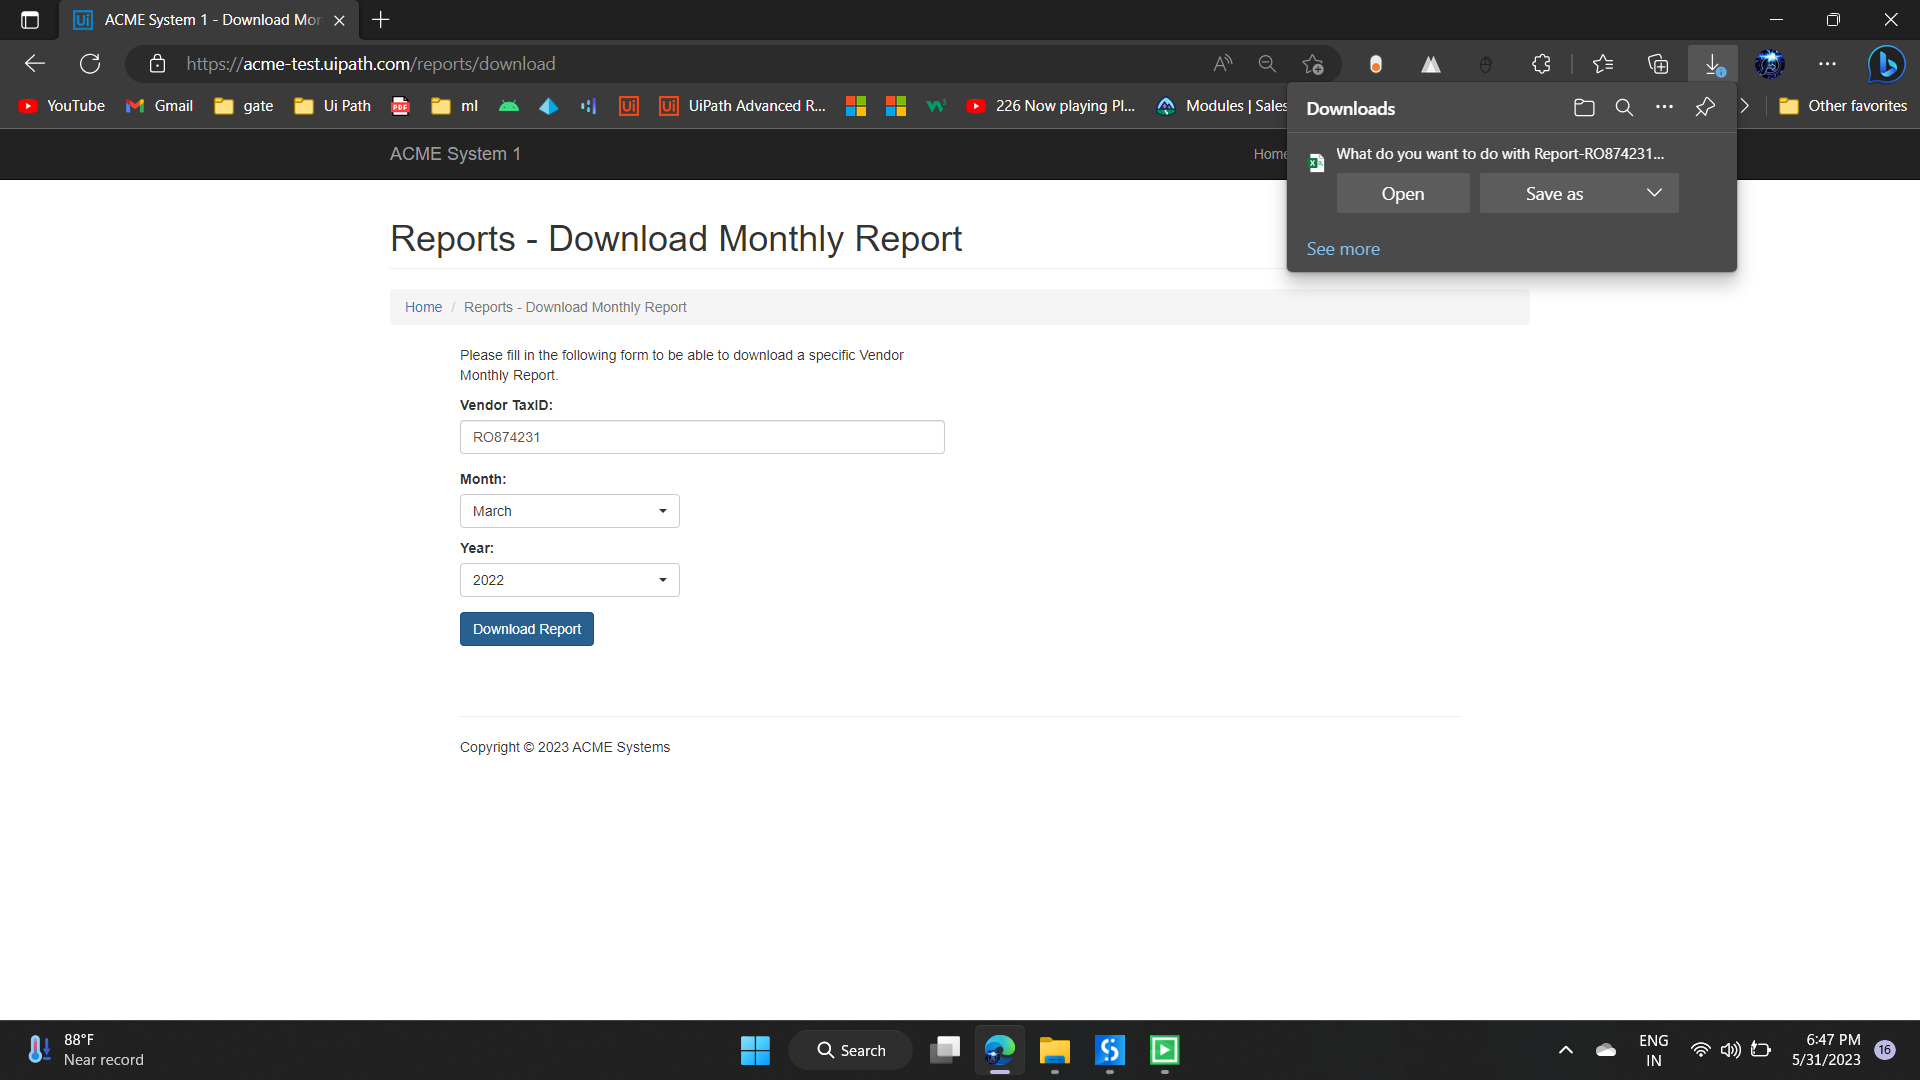 ACME System 1 - Download Mon
https://acme-test.uipath.com/reports/download
YouTube
Gmail
gate
Ui Path
PDF
ml
Ui
Ui
UiPath Advanced R...
226 Now playing Pl...
Modules | Sales
Other favorites
Downloads
What do you want to do with Report-RO874231...
Open
Save as
See more
ACME System 1
Home
Reports - Download Monthly Report
Home / Reports - Download Monthly Report
Please fill in the following form to be able to download a specific Vendor
Monthly Report.
Vendor TaxID:
RO874231
Month:
March
Year:
2022
Download Report
Copyright © 2023 ACME Systems
88°F
Near record
Search
ENG
IN
6:47 PM
5/31/2023
16